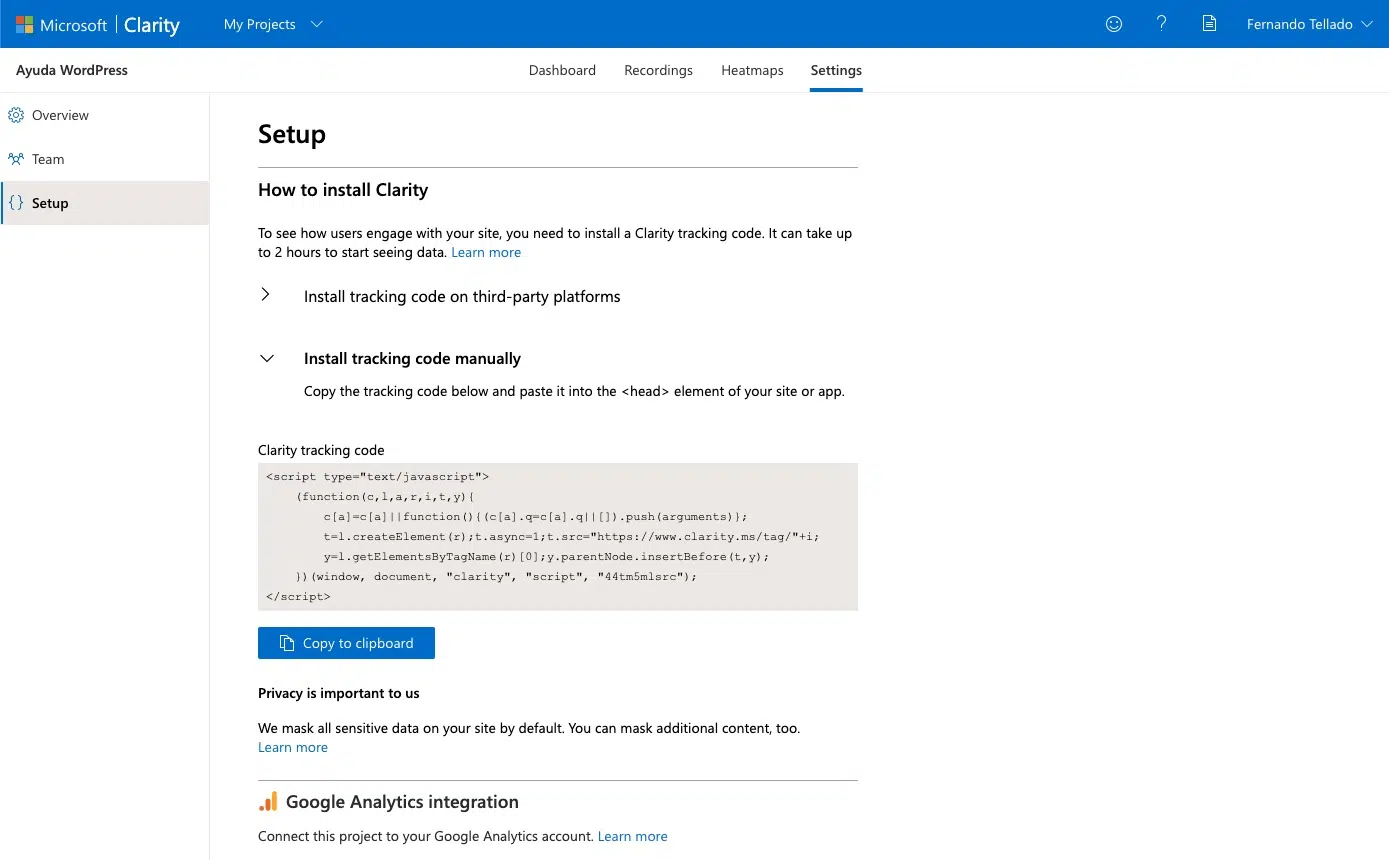 Microsoft | Clarity My Projects ? Fernando Tellado
Ayuda WordPress Dashboard Recordings Heatmaps Settings
Overview
Team
{} Setup
Setup
How to install Clarity
To see how users engage with your site, you need to install a Clarity tracking code. It can take up
to 2 hours to start seeing data. Learn more
Install tracking code on third-party platforms
Install tracking code manually
Copy the tracking code below and paste it into the <head> element of your site or app.
Clarity tracking code
<script type="text/javascript">
(function(c,l,a,r,i,t,y){
c[a]=c[a]||function(){(c[a].q=c[a].q||[]).push(arguments)};
t=l.createElement(r);t.async=1;t.src="https://www.clarity.ms/tag/"+i;
y=l.getElementsByTagName(r)[0];y.parentNode.insertBefore(t,y);
})(window, document, "clarity", "script", "44tm5mlsrc");
</script>
Copy to clipboard
Privacy is important to us
We mask all sensitive data on your site by default. You can mask additional content, too.
Learn more
Google Analytics integration
Connect this project to your Google Analytics account. Learn more